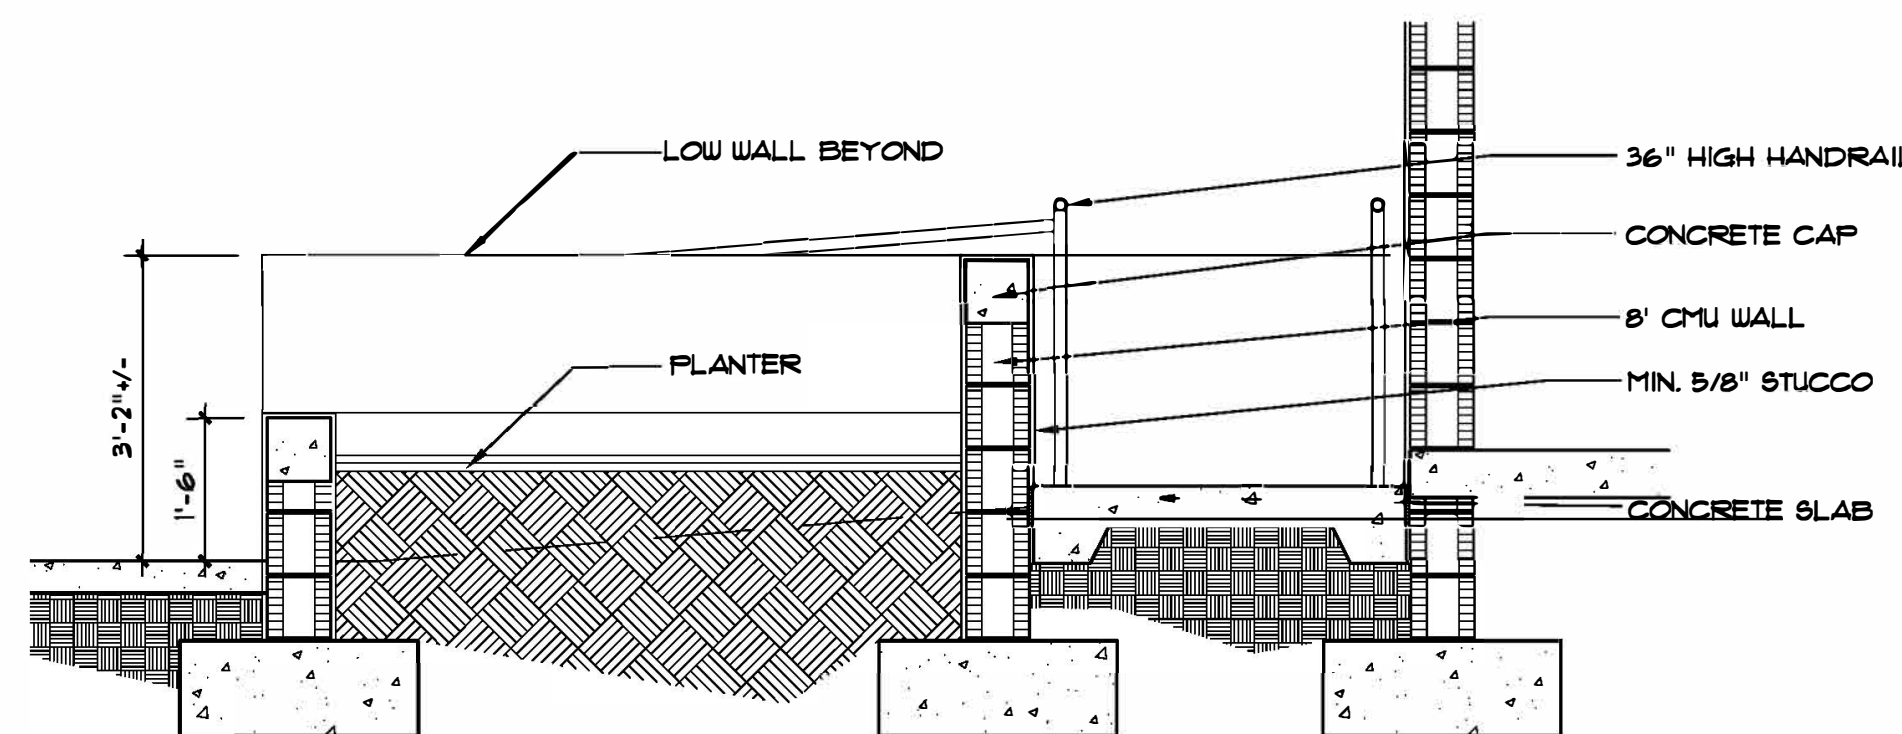 LOW WALL BEYOND
36" HIGH HANDRAIL
CONCRETE CAP
8' CMU WALL
PLANTER
MIN. 5/8" STUCCO
3'-2"+/-
1'-6"
CONCRETE SLAB